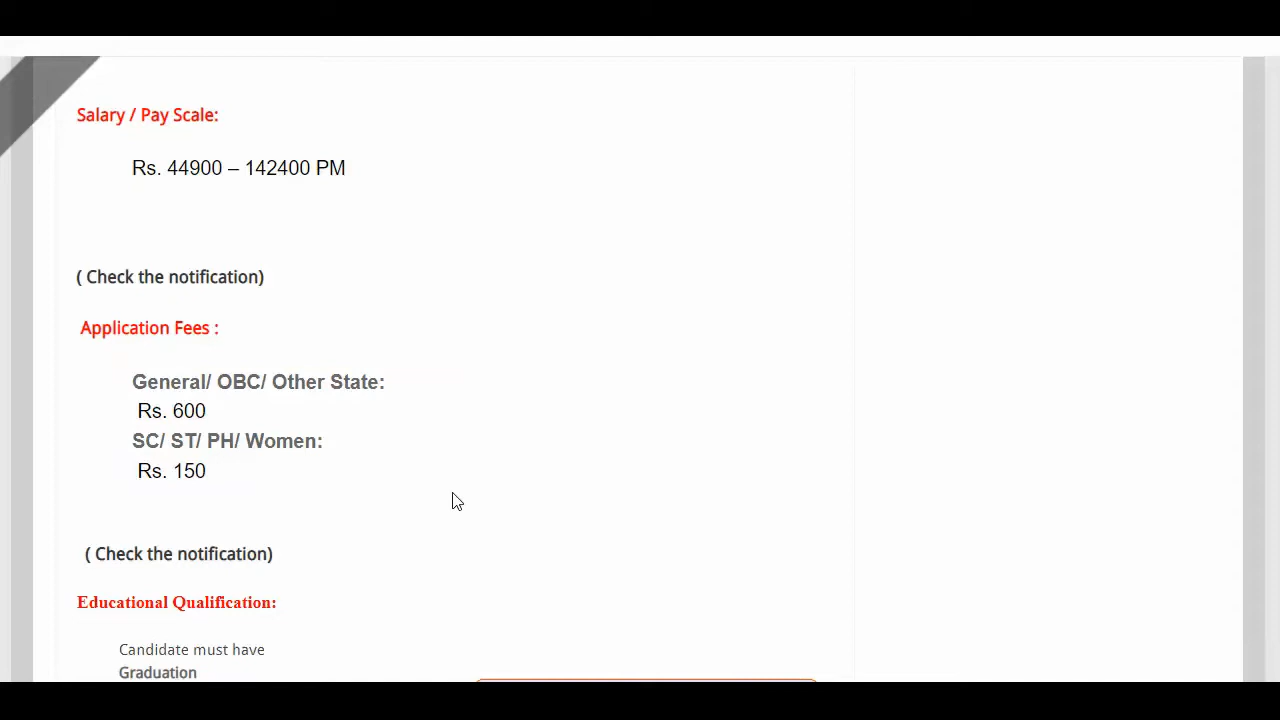 Salary / Pay Scale:
Rs. 44900 – 142400 PM
( Check the notification)
Application Fees :
General/ OBC/ Other State:
Rs. 600
SC/ ST/ PH/ Women:
Rs. 150
( Check the notification)
Educational Qualification:
Candidate must have
Graduation